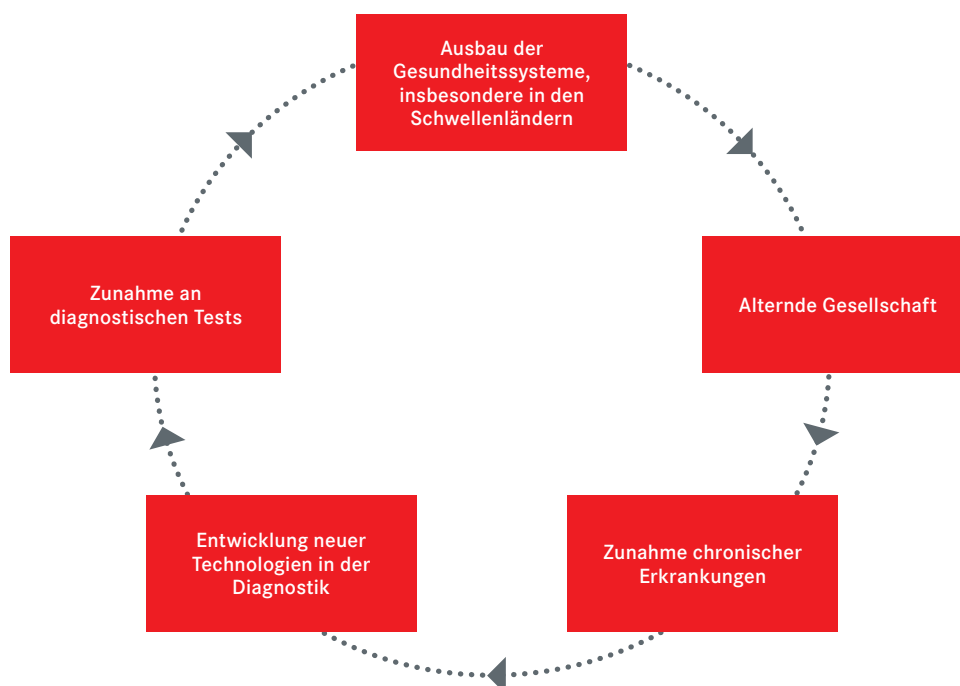 Ausbau der
Gesundheitssysteme,
insbesondere in den
Schwellenländern
Alternde Gesellschaft
Zunahme chronischer
Erkrankungen
Entwicklung neuer
Technologien in der
Diagnostik
Zunahme an
diagnostischen Tests